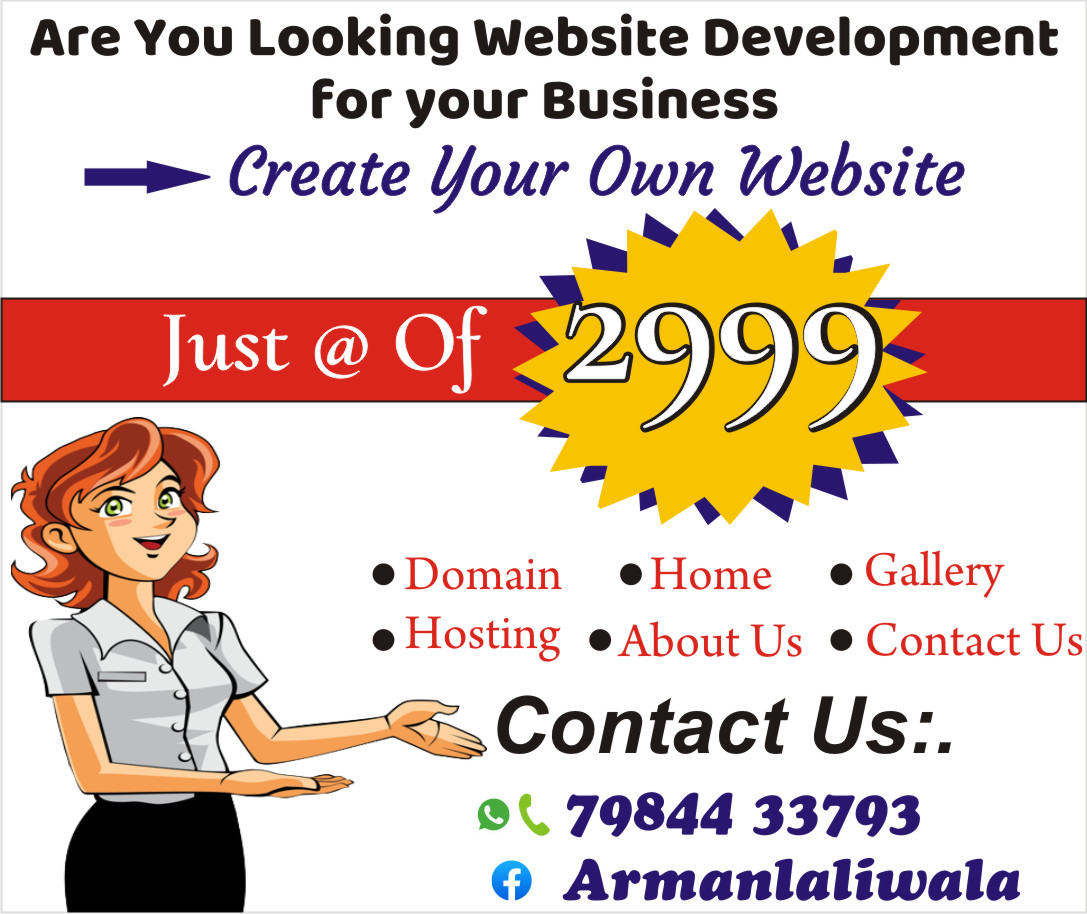 Are You Looking Website Development
for your Business
Create Your Own Website
Just @ Of 2999
Domain Home Gallery
Hosting About Us Contact Us
Contact Us:.
79844 33793
Armanlaliwala